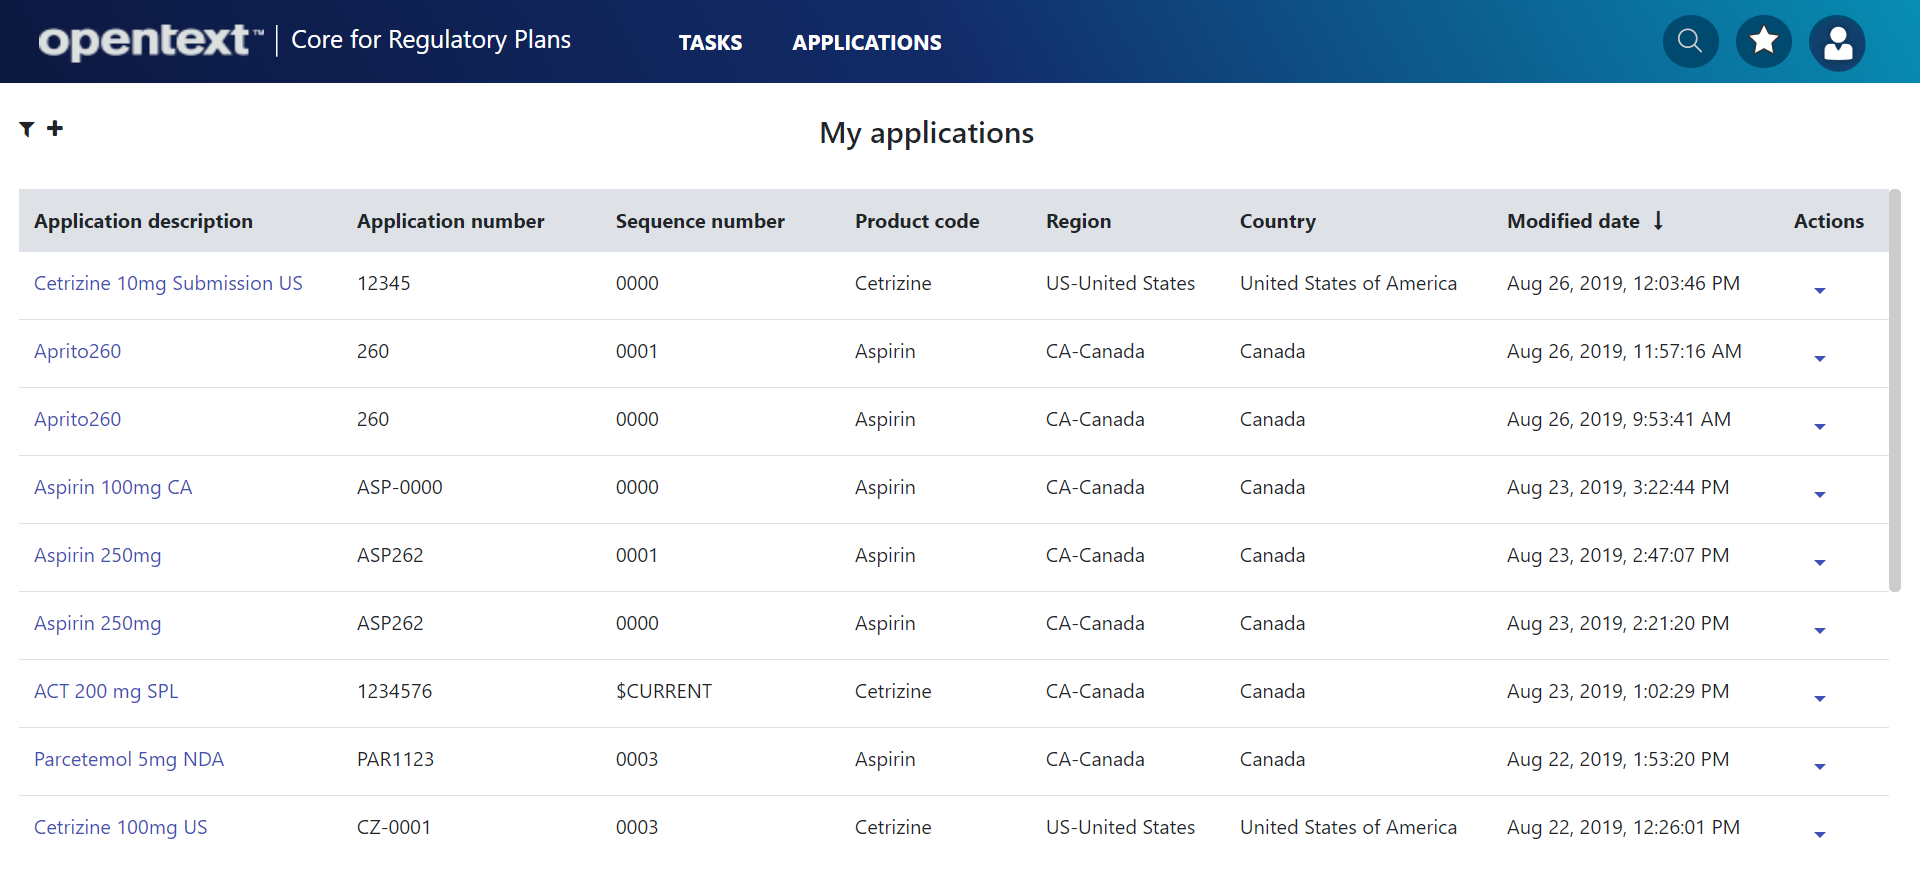 opentext™ | Core for Regulatory Plans TASKS APPLICATIONS
My applications
Application description Application number Sequence number Product code Region Country Modified date ↓ Actions
Cetrizine 10mg Submission US 12345 0000 Cetrizine US-United States United States of America Aug 26, 2019, 12:03:46 PM
Aprito260 260 0001 Aspirin CA-Canada Canada Aug 26, 2019, 11:57:16 AM
Aprito260 260 0000 Aspirin CA-Canada Canada Aug 26, 2019, 9:53:41 AM
Aspirin 100mg CA ASP-0000 0000 Aspirin CA-Canada Canada Aug 23, 2019, 3:22:44 PM
Aspirin 250mg ASP262 0001 Aspirin CA-Canada Canada Aug 23, 2019, 2:47:07 PM
Aspirin 250mg ASP262 0000 Aspirin CA-Canada Canada Aug 23, 2019, 2:21:20 PM
ACT 200 mg SPL 1234576 $CURRENT Cetrizine CA-Canada Canada Aug 23, 2019, 1:02:29 PM
Parcetemol 5mg NDA PAR1123 0003 Aspirin CA-Canada Canada Aug 22, 2019, 1:53:20 PM
Cetrizine 100mg US CZ-0001 0003 Cetrizine US-United States United States of America Aug 22, 2019, 12:26:01 PM